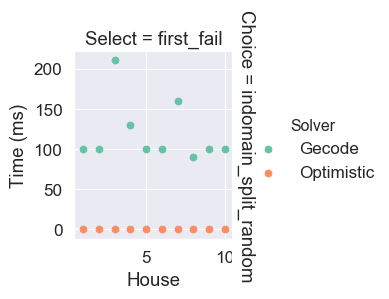 Select = first_fail
Choice = indomain_split_random
Time (ms)
200
150
100
50
0
5
10
House
Solver
Gecode
Optimistic